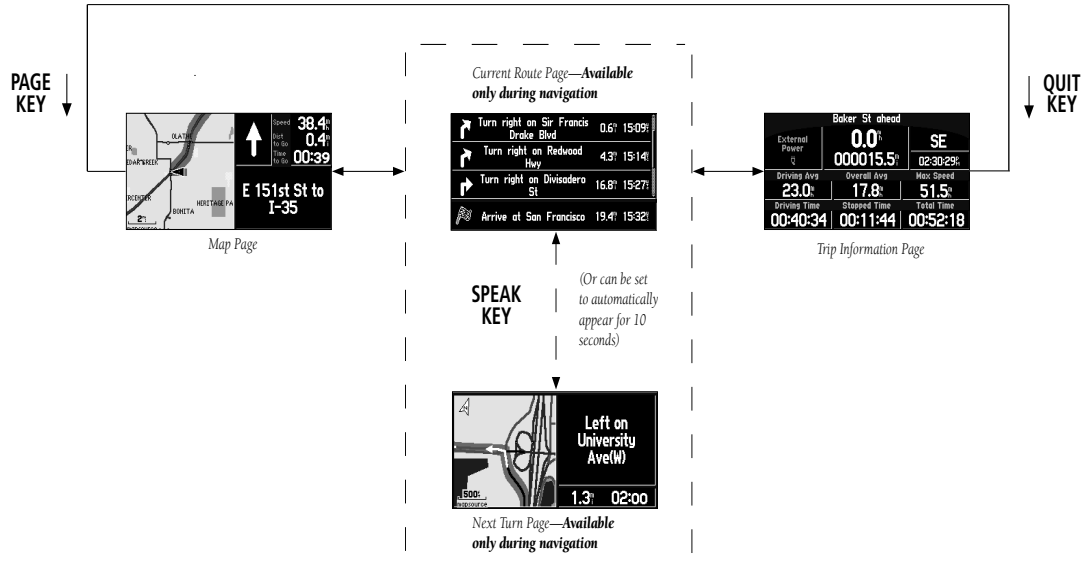 PAGE
KEY
QUIT
KEY
Current Route Page—Available
only during navigation
OLATHE
EDAR CREEK
RCENTER
BONITA
HERITAGE PA
2
mapsource
Speed 38.4
Dist
to Go 0.4
Time
to Go 00:39
E 151st St to
I-35
Map Page
Turn right on Sir Francis
Drake Blvd 0.6 15:09
Turn right on Redwood
Hwy 4.3 15:14
Turn right on Divisadero
St 16.8 15:27
Arrive at San Francisco 19.4 15:32
Baker St ahead
External
Power
0.0
000015.5
SE
02:30:29
Driving Avg Overall Avg Max Speed
23.0 17.8 51.5
Driving Time Stopped Time Total Time
00:40:34 00:11:44 00:52:18
Trip Information Page
SPEAK
KEY
(Or can be set
to automatically
appear for 10
seconds)
Left on
University
Ave(W)
500
mapsource
1.3 02:00
Next Turn Page—Available
only during navigation